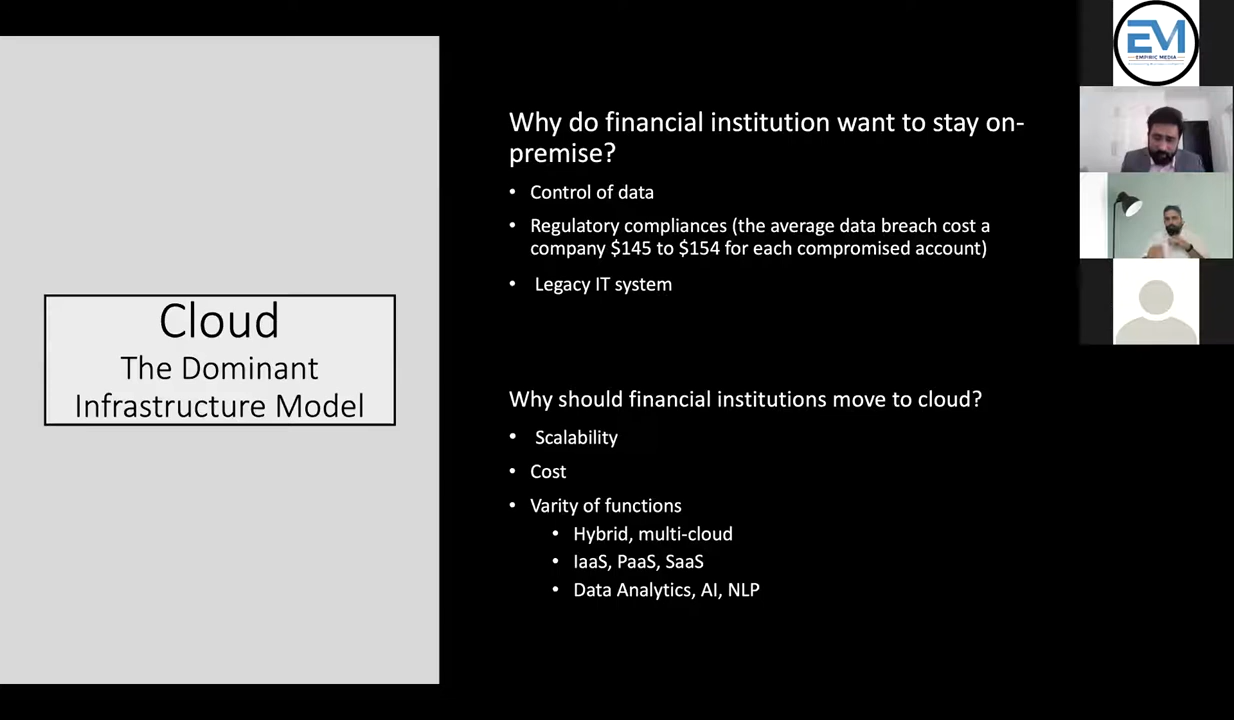 Cloud
The Dominant
Infrastructure Model
Why do financial institution want to stay on-
premise?
• Control of data
• Regulatory compliances (the average data breach cost a
company $145 to $154 for each compromised account)
• Legacy IT system
Why should financial institutions move to cloud?
• Scalability
• Cost
• Varity of functions
• Hybrid, multi-cloud
• IaaS, PaaS, SaaS
• Data Analytics, AI, NLP
EM
EMPIRIC MEDIA